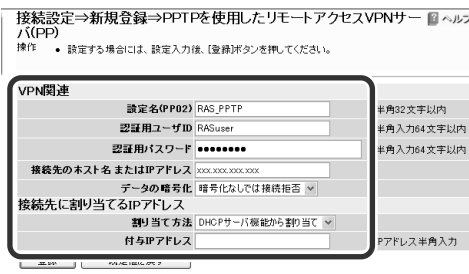 接続設定⇒新規登録⇒PPTPを使用したリモートアクセスVPNサー
バ(PP)
ヘルプ
操作 • 設定する場合には、設定入力後、[登録]ボタンを押してください。
VPN関連
設定名(PP02) RAS_PPTP 半角32文字以内
認証用ユーザID RASuser 半角入力64文字以内
認証用パスワード ●●●●●●●● 半角入力64文字以内
接続先のホスト名 またはIPアドレス xxx.xxx.xxx.xxx
データの暗号化 暗号化なしでは接続拒否
接続先に割り当てるIPアドレス
割り当て方法 DHCPサーバ機能から割り当て
付与IPアドレス Pアドレス半角入力